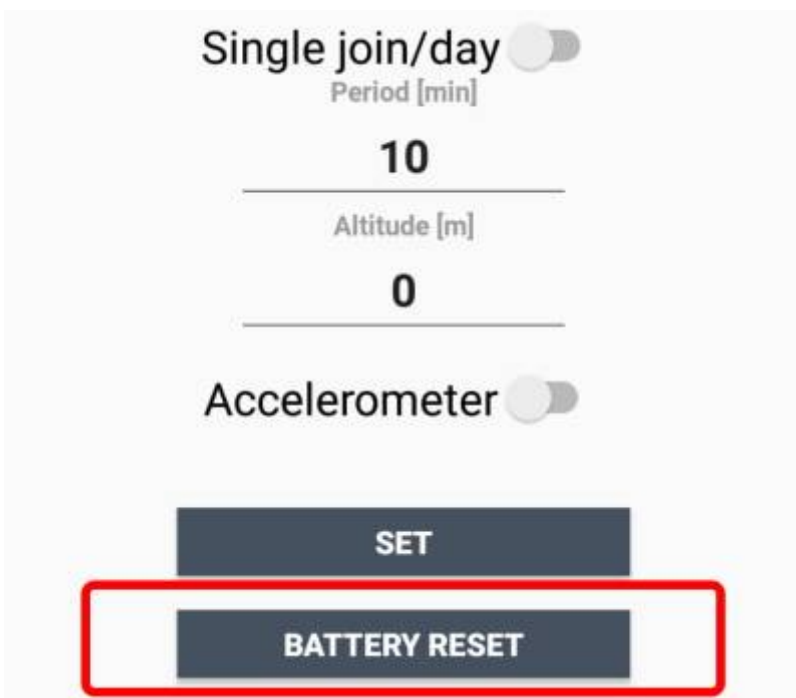 Single join/day
Period [min]
10
Altitude [m]
0
Accelerometer
SET
BATTERY RESET